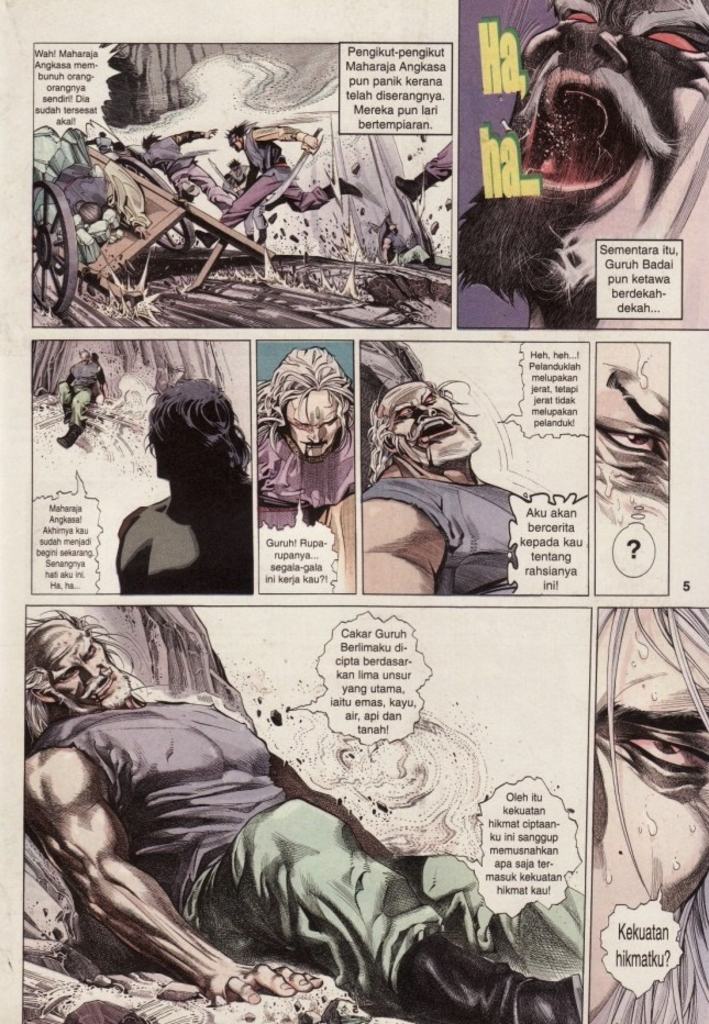 Wah! Maharaja
Angkasa mem-
bunuh orang-
orangnya
sendiri! Dia
sudah tersesat
akal!
Pengikut-pengikut
Maharaja Angkasa
pun panik kerana
telah diserangnya.
Mereka pun lari
bertempiaran.
Ha,
ha...
Sementara itu,
Guruh Badai
pun ketawa
berdekah-
dekah...
Maharaja
Angkasa!
Akhirnya kau
sudah menjadi
begini sekarang.
Senangnya
hati aku ini.
Ha, ha...
Guruh! Rupa-
rupanya...
segala-gala
ini kerja kau?!
Heh, heh...!
Pelanduklah
melupakan
jerat, tetapi
jerat tidak
melupakan
pelanduk!
Aku akan
bercerita
kepada kau
tentang
rahsianya
ini!
?
5
Cakar Guruh
Berlimaku di-
cipta berdasar-
kan lima unsur
yang utama,
iaitu emas, kayu,
air, api dan
tanah!
Oleh itu
kekuatan
hikmat ciptaan-
ku ini sanggup
memusnahkan
apa saja ter-
masuk kekuatan
hikmat kau!
Kekuatan
hikmatku?